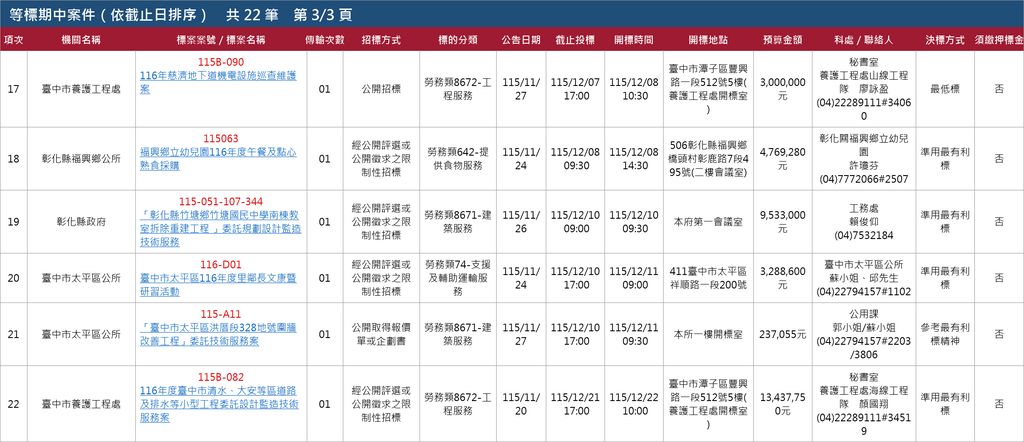 等標期中案件（依截止日排序） 共 22 筆 第 3/3 頁
項次 機關名稱 標案案號 / 標案名稱 傳輸次數 招標方式 標的分類 公告日期 截止投標 開標時間 開標地點 預算金額 科處 / 聯絡人 決標方式 須繳押標金
17
臺中市養護工程處
115B-090
116年慈濟地下道機電設施巡查維護
案
01
公開招標
勞務類8672-工
程服務
115/11/
27
115/12/07
17:00
115/12/08
10:30
臺中市潭子區豐興
路一段512號5樓(
養護工程處開標室
)
3,000,000
元
秘書室
養護工程處山線工程
隊 廖詠盈
(04)22289111#3406
0
最低標
否
18
彰化縣福興鄉公所
115063
福興鄉立幼兒園116年度午餐及點心
熟食採購
01
經公開評選或
公開徵求之限
制性招標
勞務類642-提
供食物服務
115/11/
24
115/12/08
09:30
115/12/08
14:30
506彰化縣福興鄉
橋頭村彰鹿路7段4
95號(二樓會議室)
4,769,280
元
彰化縣福興鄉立幼兒
園
許瓊芬
(04)7772066#2507
準用最有利
標
否
19
彰化縣政府
115-051-107-344
「彰化縣竹塘鄉竹塘國民中學南棟教
室拆除重建工程 」委託規劃設計監造
技術服務
01
經公開評選或
公開徵求之限
制性招標
勞務類8671-建
築服務
115/11/
26
115/12/10
09:00
115/12/10
09:30
本府第一會議室
9,533,000
元
工務處
賴俊仰
(04)7532184
準用最有利
標
否
20
臺中市太平區公所
116-D01
臺中市太平區116年度里鄰長文康暨
研習活動
01
經公開評選或
公開徵求之限
制性招標
勞務類74-支援
及輔助運輸服
務
115/11/
24
115/12/10
17:00
115/12/11
09:00
411臺中市太平區
祥順路一段200號
3,288,600
元
臺中市太平區公所
蘇小姐、邱先生
(04)22794157#1102
準用最有利
標
否
21
臺中市太平區公所
115-A11
「臺中市太平區洪厝段328地號圍牆
改善工程」委託技術服務案
01
公開取得報價
單或企劃書
勞務類8671-建
築服務
115/11/
27
115/12/10
17:00
115/12/11
09:30
本所一樓開標室
237,055元
公用課
郭小姐/蘇小姐
(04)22794157#2203
/3806
參考最有利
標精神
否
22
臺中市養護工程處
115B-082
116年度臺中市清水、大安等區道路
及排水等小型工程委託設計監造技術
服務案
01
經公開評選或
公開徵求之限
制性招標
勞務類8672-工
程服務
115/11/
20
115/12/21
17:00
115/12/22
10:00
臺中市潭子區豐興
路一段512號5樓(
養護工程處開標室
)
13,437,75
0元
秘書室
養護工程處海線工程
隊 顏國翔
(04)22289111#3451
9
準用最有利
標
否